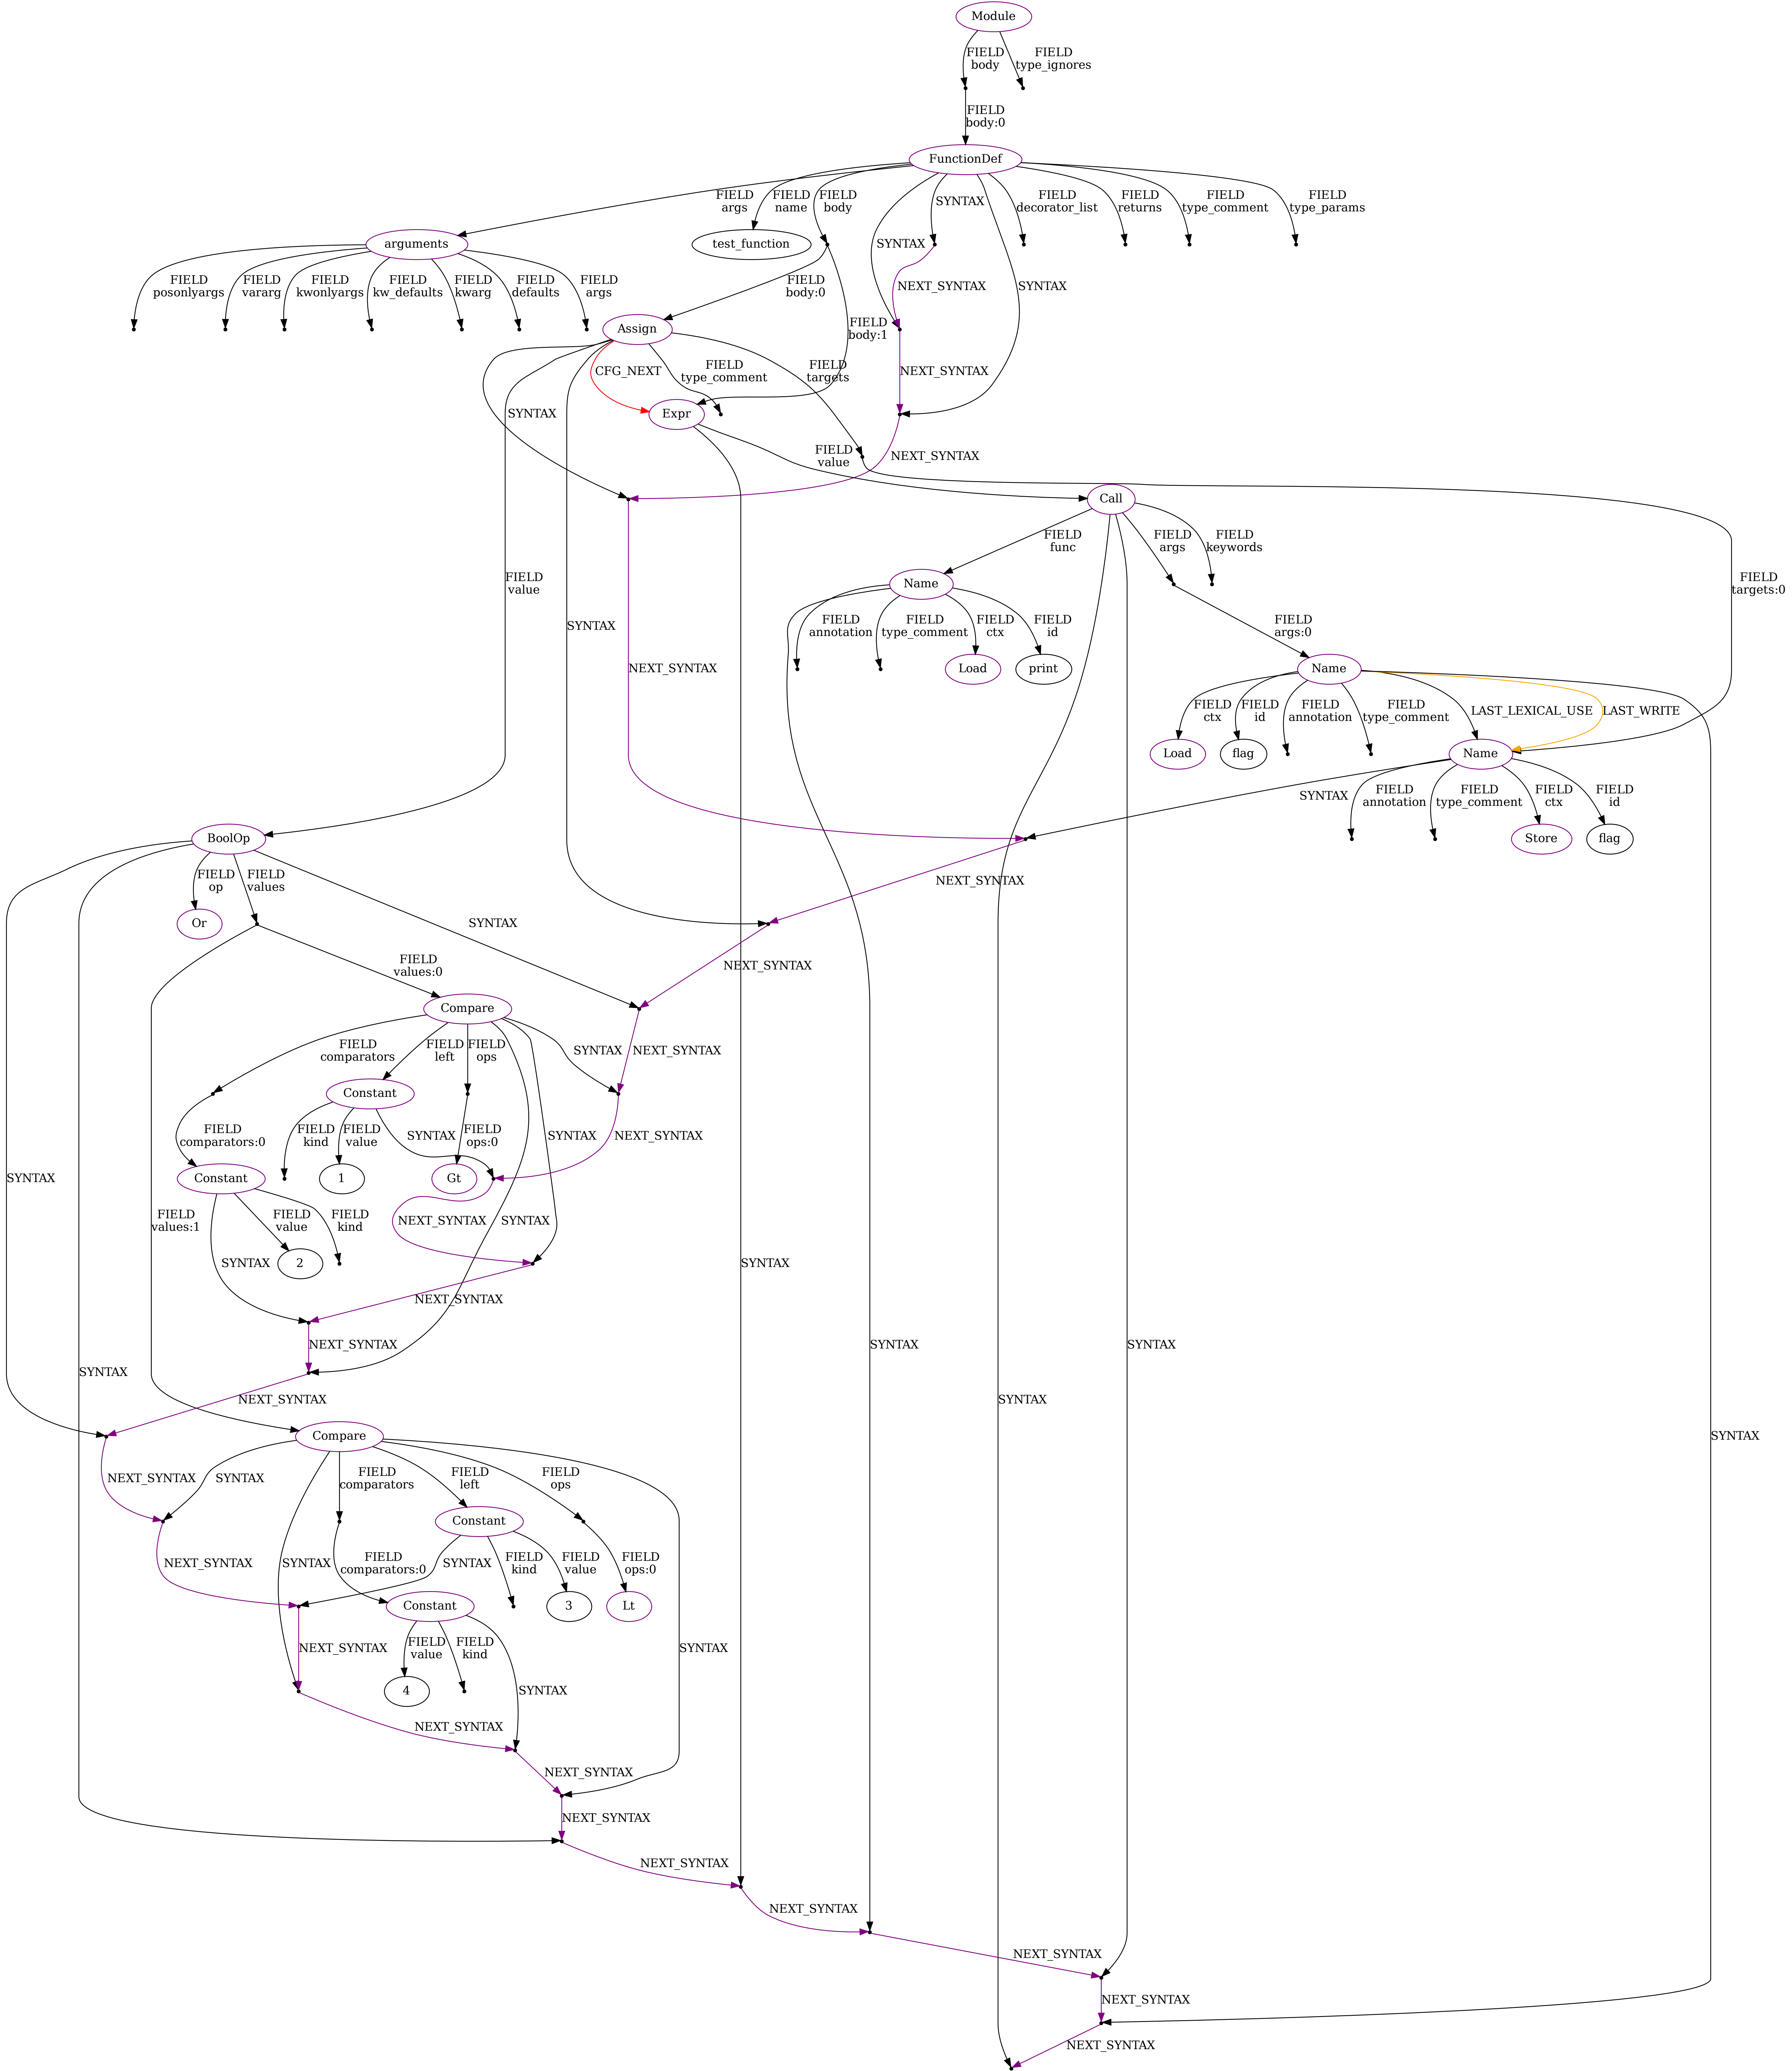 Module
FIELD
body
FIELD
type_ignores
FIELD
body:0
FunctionDef
FIELD
args
FIELD
name
FIELD
body
SYNTAX
FIELD
decorator_list
FIELD
returns
FIELD
type_comment
FIELD
type_params
arguments
test_function
SYNTAX
FIELD
posonlyargs
FIELD
vararg
FIELD
kwonlyargs
FIELD
kw_defaults
FIELD
kwarg
FIELD
defaults
FIELD
args
FIELD
body:0
NEXT_SYNTAX
SYNTAX
Assign
FIELD
body:1
CFG_NEXT
FIELD
type_comment
FIELD
targets
NEXT_SYNTAX
SYNTAX
Expr
FIELD
value
NEXT_SYNTAX
Call
FIELD
func
FIELD
args
FIELD
keywords
FIELD
value
Name
FIELD
targets:0
SYNTAX
FIELD
annotation
FIELD
type_comment
FIELD
ctx
FIELD
id
FIELD
args:0
NEXT_SYNTAX
Load
print
Name
FIELD
ctx
FIELD
id
FIELD
annotation
FIELD
type_comment
LAST_LEXICAL_USE
LAST_WRITE
Load
flag
Name
SYNTAX
FIELD
annotation
FIELD
type_comment
FIELD
ctx
FIELD
id
BoolOp
Store
flag
FIELD
op
FIELD
values
NEXT_SYNTAX
Or
SYNTAX
FIELD
values:0
NEXT_SYNTAX
Compare
FIELD
comparators
FIELD
left
FIELD
ops
SYNTAX
NEXT_SYNTAX
Constant
FIELD
comparators:0
FIELD
kind
FIELD
value
SYNTAX
FIELD
ops:0
SYNTAX
NEXT_SYNTAX
SYNTAX
Constant
1
Gt
FIELD
values:1
FIELD
value
FIELD
kind
NEXT_SYNTAX
SYNTAX
SYNTAX
2
SYNTAX
NEXT_SYNTAX
NEXT_SYNTAX
SYNTAX
SYNTAX
SYNTAX
NEXT_SYNTAX
SYNTAX
Compare
SYNTAX
NEXT_SYNTAX
SYNTAX
FIELD
comparators
FIELD
left
FIELD
ops
Constant
NEXT_SYNTAX
SYNTAX
FIELD
comparators:0
SYNTAX
FIELD
kind
FIELD
value
FIELD
ops:0
Constant
3
Lt
NEXT_SYNTAX
FIELD
value
FIELD
kind
SYNTAX
SYNTAX
4
NEXT_SYNTAX
NEXT_SYNTAX
NEXT_SYNTAX
NEXT_SYNTAX
NEXT_SYNTAX
NEXT_SYNTAX
NEXT_SYNTAX
NEXT_SYNTAX